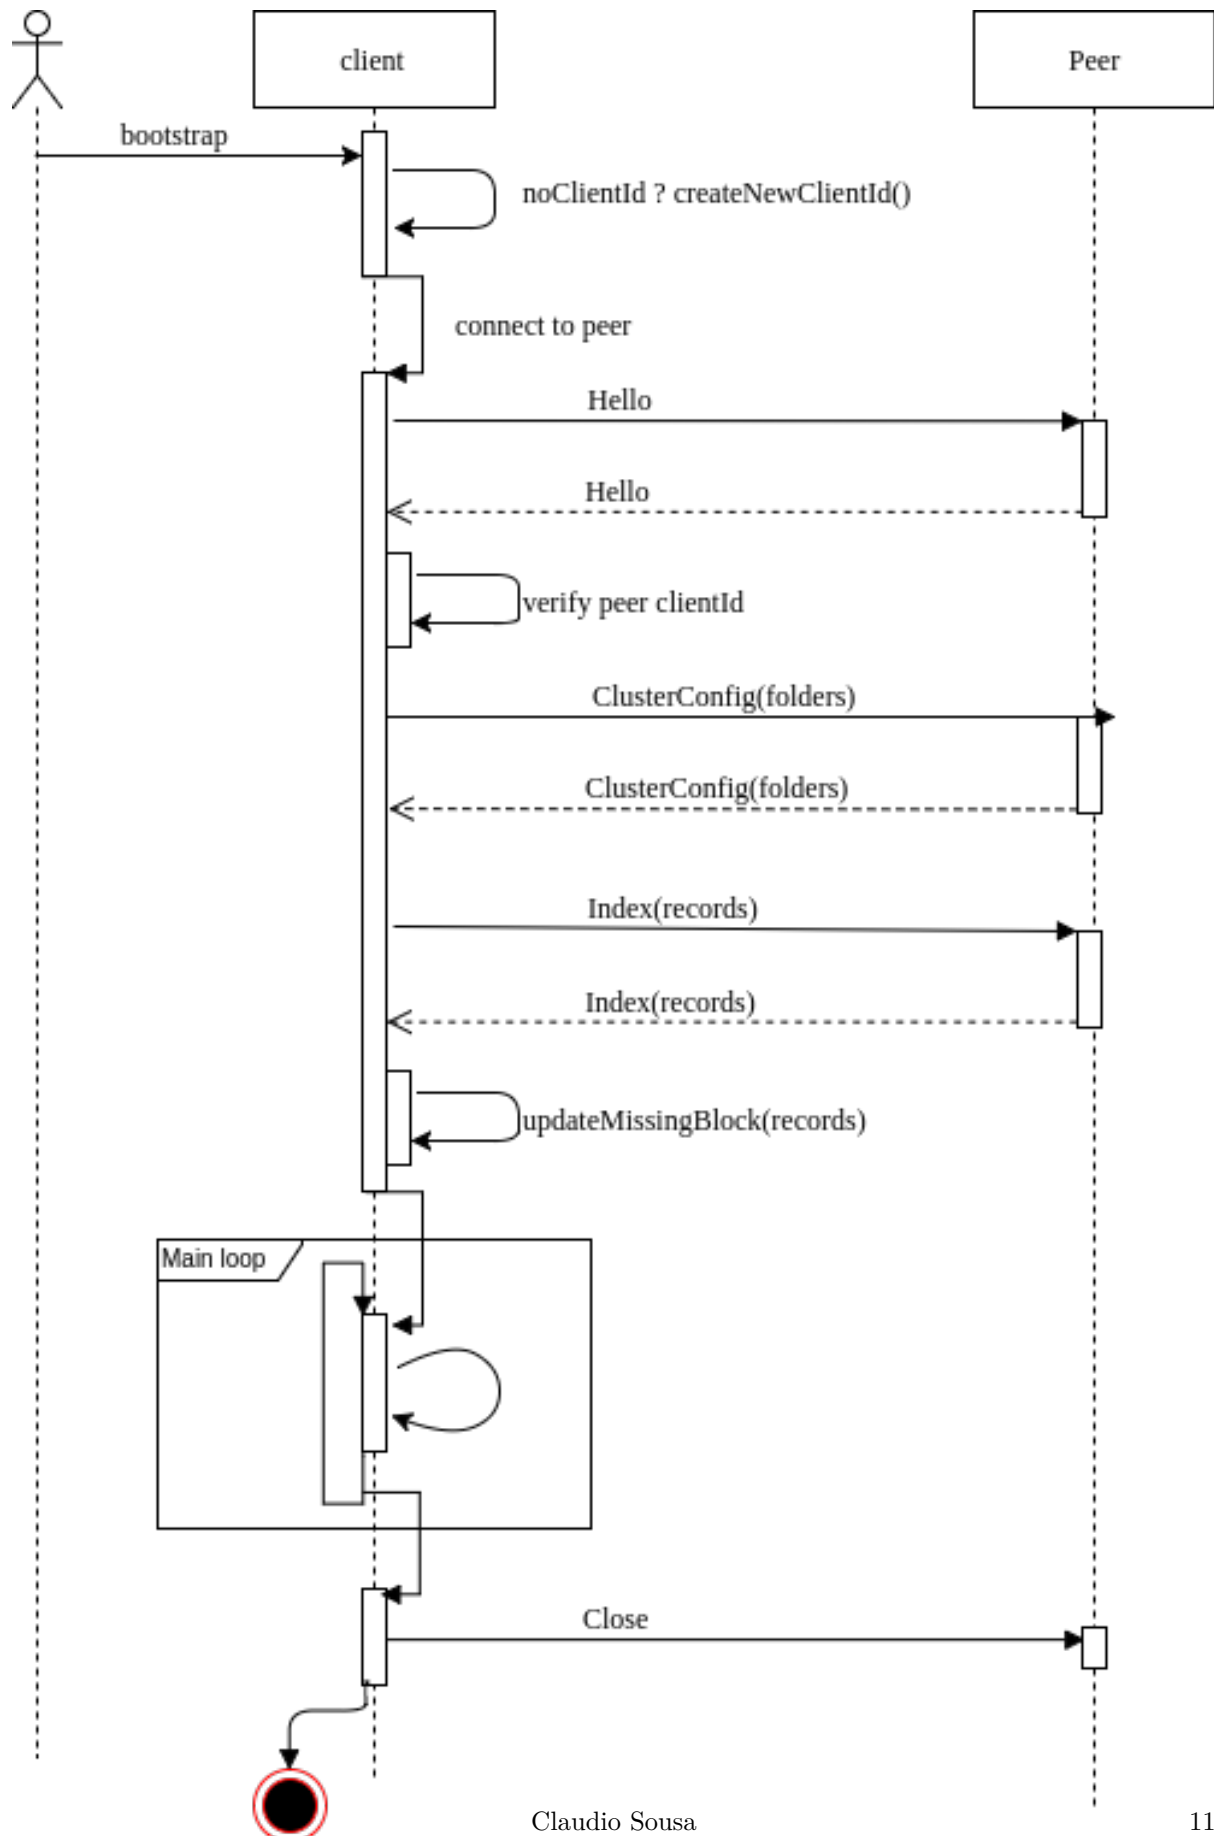 client
Peer
bootstrap
noClientId ? createNewClientId()
connect to peer
Hello
Hello
verify peer clientId
ClusterConfig(folders)
ClusterConfig(folders)
Index(records)
Index(records)
updateMissingBlock(records)
Main loop
Close
Claudio Sousa
11